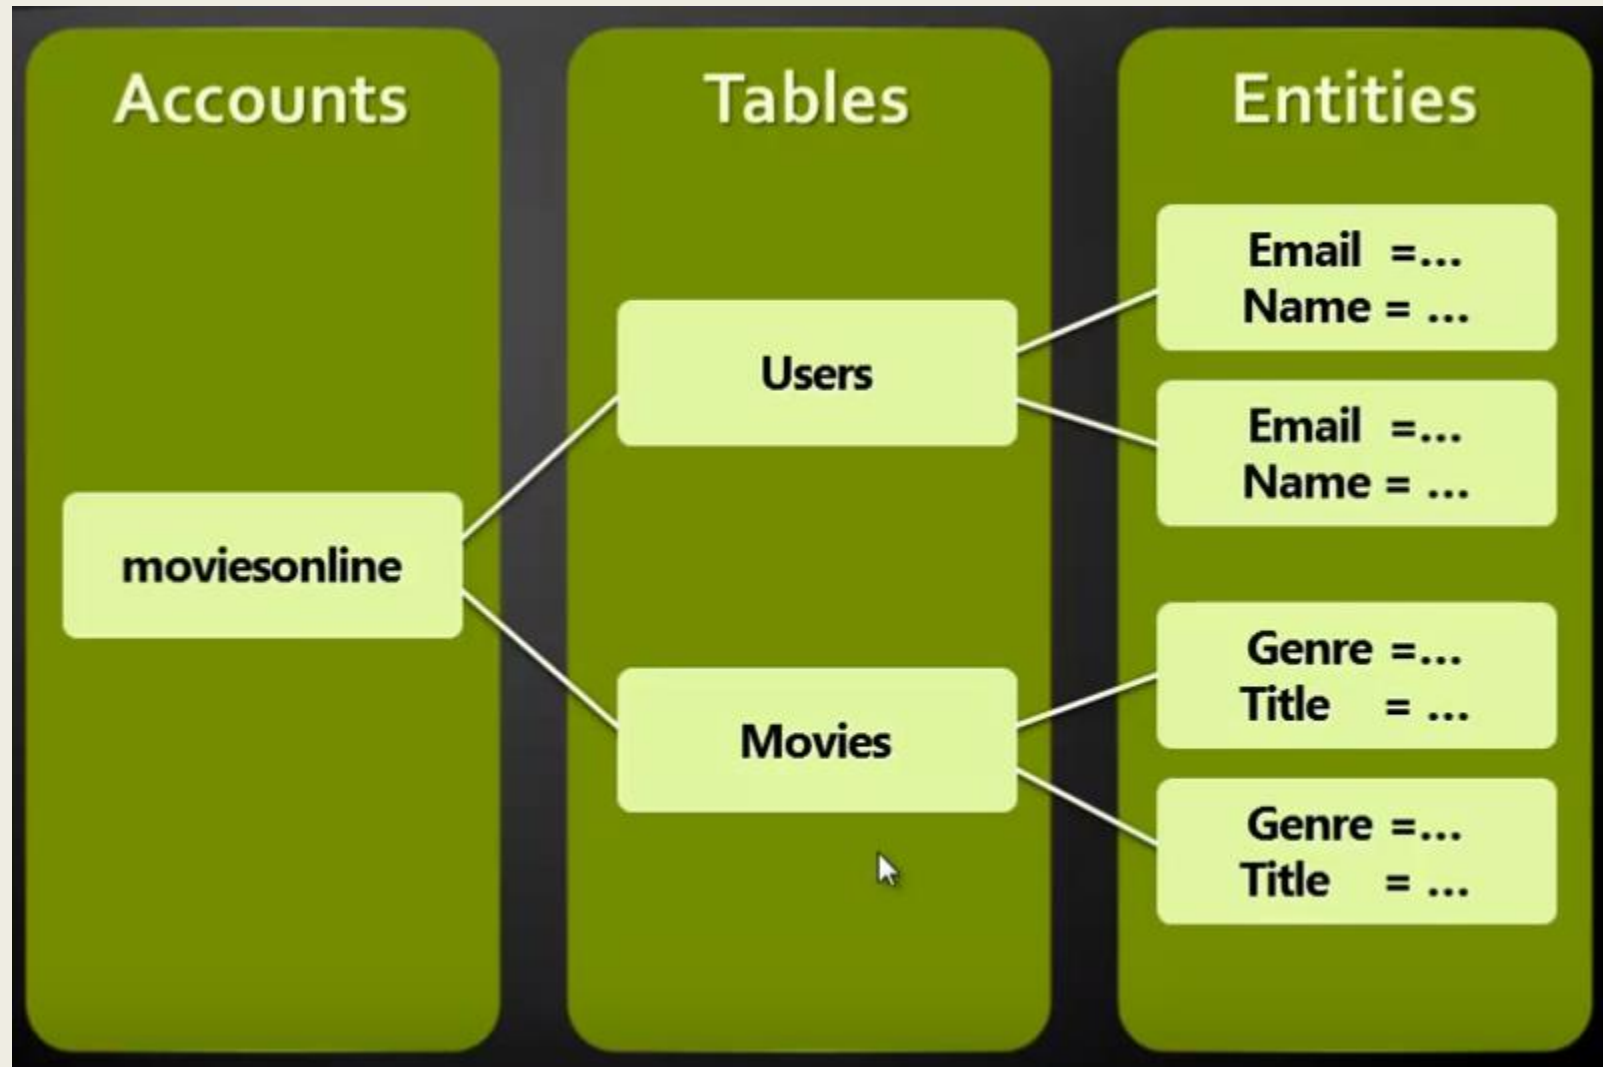 Accounts
Tables
Entities
moviesonline
Users
Movies
Email =...
Name = ...
Email =...
Name = ...
Genre =...
Title = ...
Genre =...
Title = ...